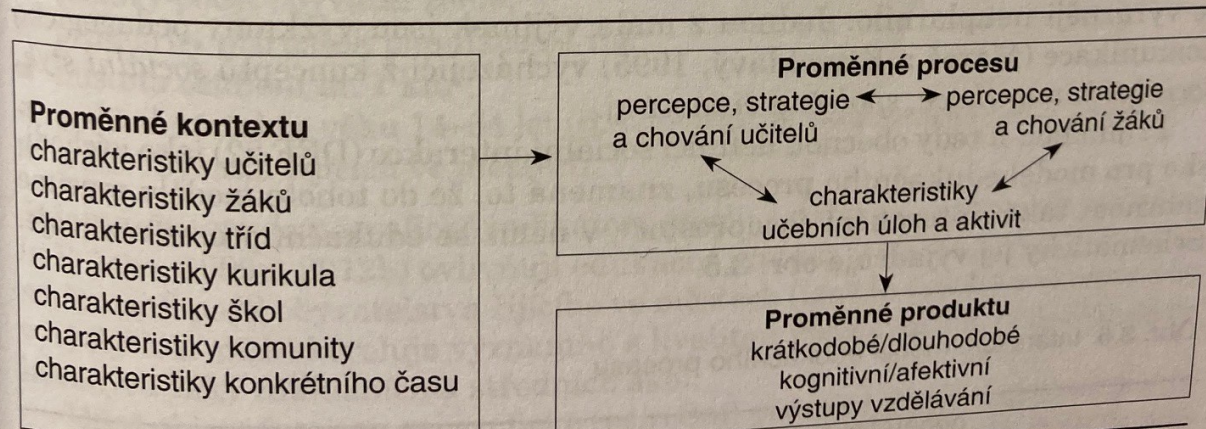 Proměnné kontextu
charakteristiky učitelů
charakteristiky žáků
charakteristiky tříd
charakteristiky kurikula
charakteristiky škol
charakteristiky komunity
charakteristiky konkrétního času
Proměnné procesu
percepce, strategie
a chování učitelů
percepce, strategie
a chování žáků
charakteristiky
učebních úloh a aktivit
Proměnné produktu
krátkodobé/dlouhodobé
kognitivní/afektivní
výstupy vzdělávání